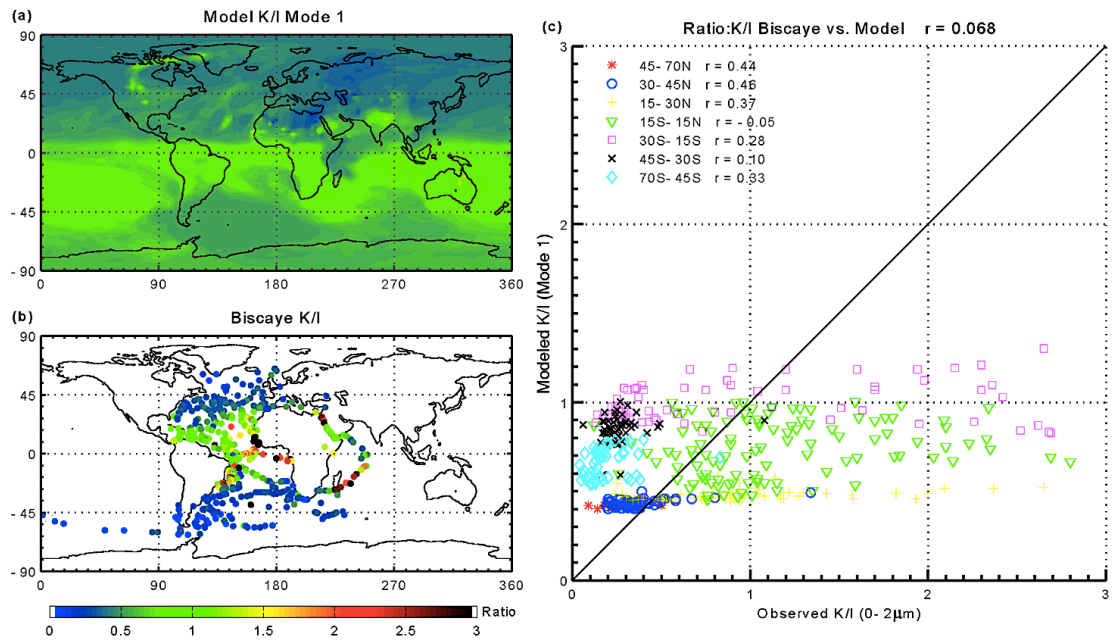 (a) Model K/I Mode 1
90
45
0
- 45
- 90
0 90 180 270 360
(b) Biscaye K/I
90
45
0
- 45
- 90
0 90 180 270 360
Ratio
0 0.5 1 1.5 2 2.5 3
(c) Ratio:K/I Biscaye vs. Model r = 0.068
45- 70N r = 0.44
30- 45N r = 0.46
15- 30N r = 0.37
15S- 15N r = - 0.05
30S- 15S r = 0.28
45S- 30S r = 0.10
70S- 45S r = 0.33
Modeled K/I (Mode 1)
3
2
1
0
0 1 2 3
Observed K/I (0- 2μm)